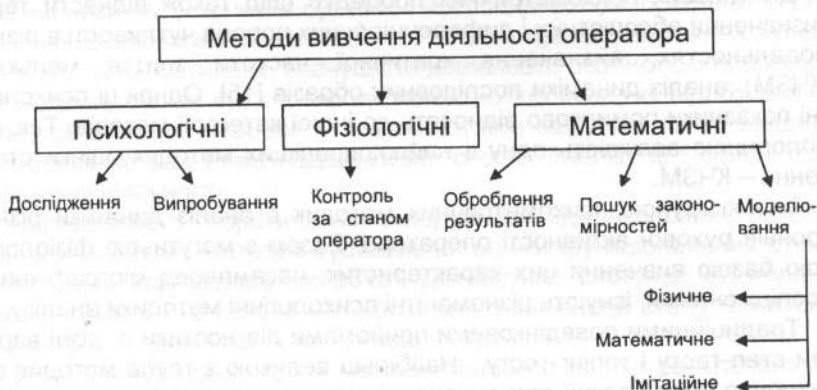 Методи вивчення діяльності оператора
Психологічні
Фізіологічні
Математичні
Дослідження
Випробування
Контроль
за станом
оператора
Оброблення
результатів
Пошук законо-
мірностей
Моделю-
вання
Фізичне
Математичне
Імітаційне